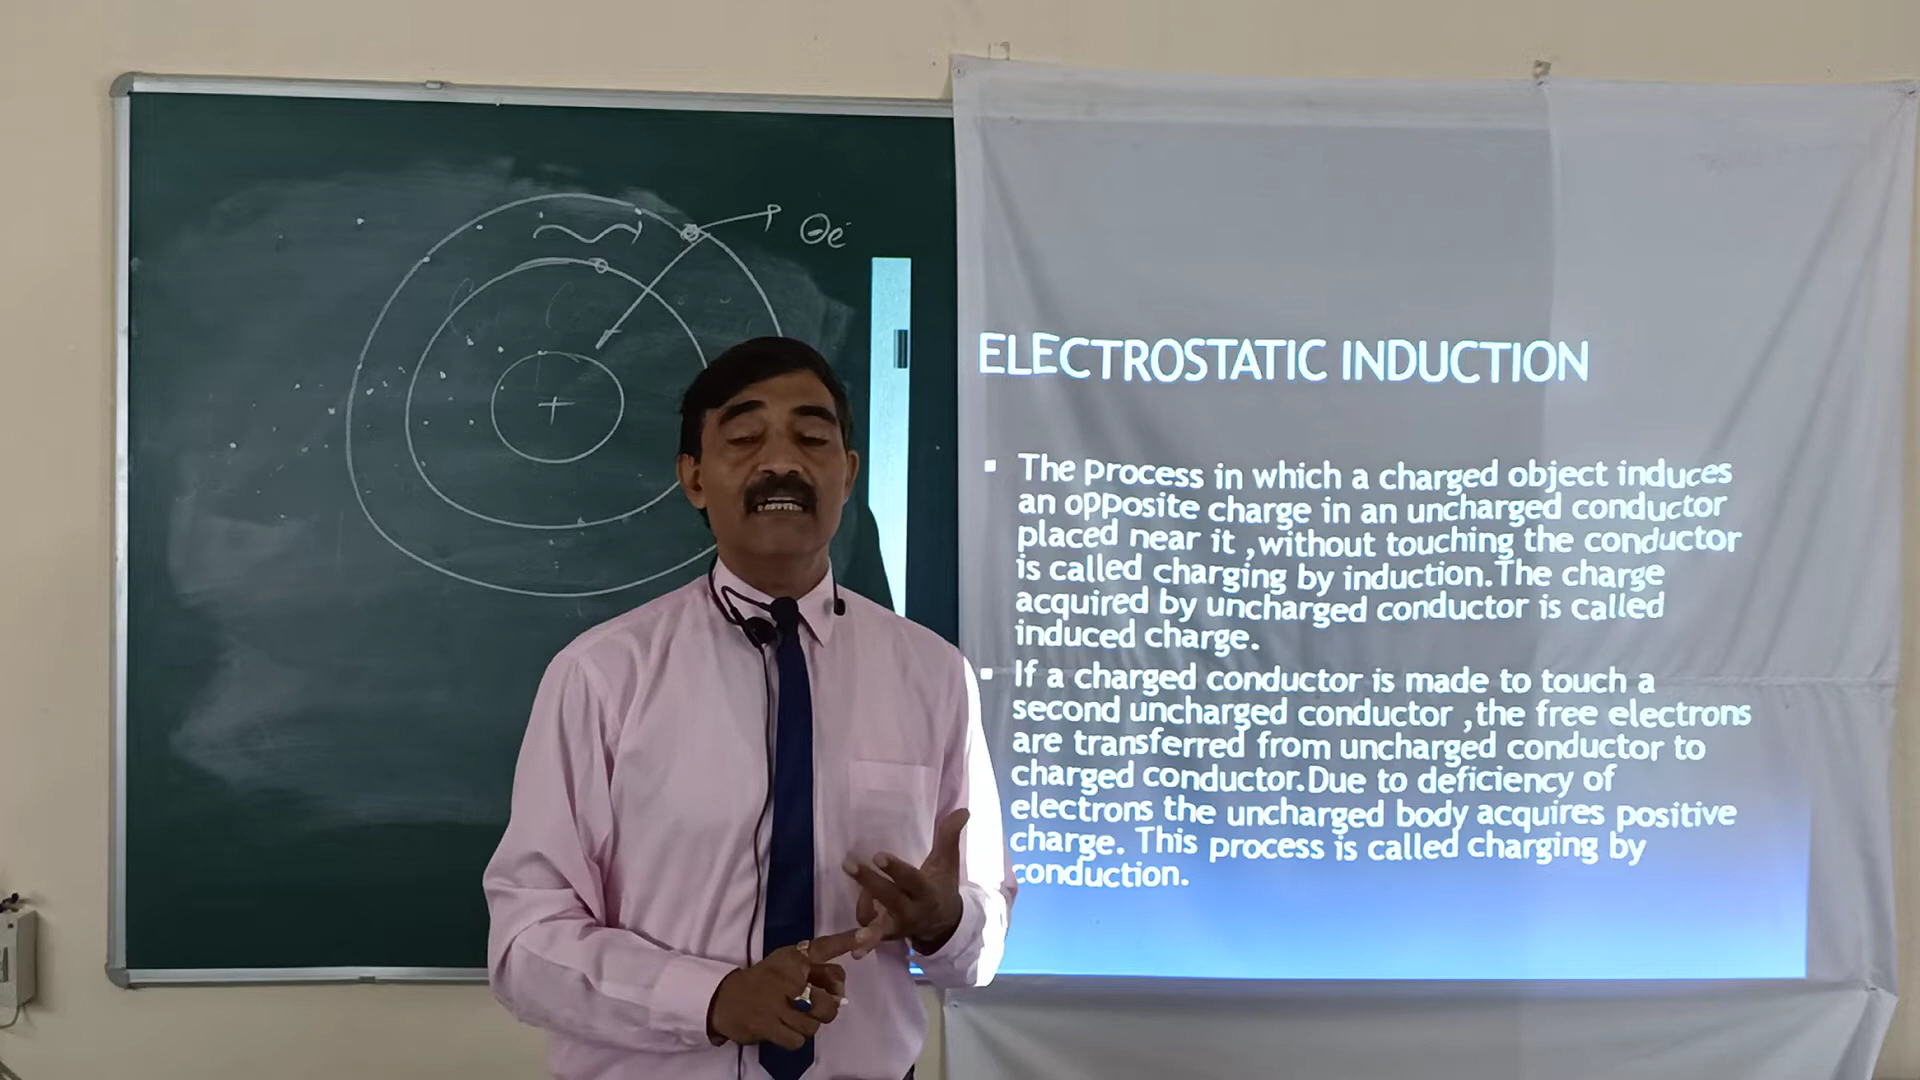 +
⊖e⁻
ELECTROSTATIC INDUCTION
▪ The process in which a charged object induces
an opposite charge in an uncharged conductor
placed near it ,without touching the conductor
is called charging by induction.The charge
acquired by uncharged conductor is called
induced charge.
▪ If a charged conductor is made to touch a
second uncharged conductor ,the free electrons
are transferred from uncharged conductor to
charged conductor.Due to deficiency of
electrons the uncharged body acquires positive
charge. This process is called charging by
conduction.